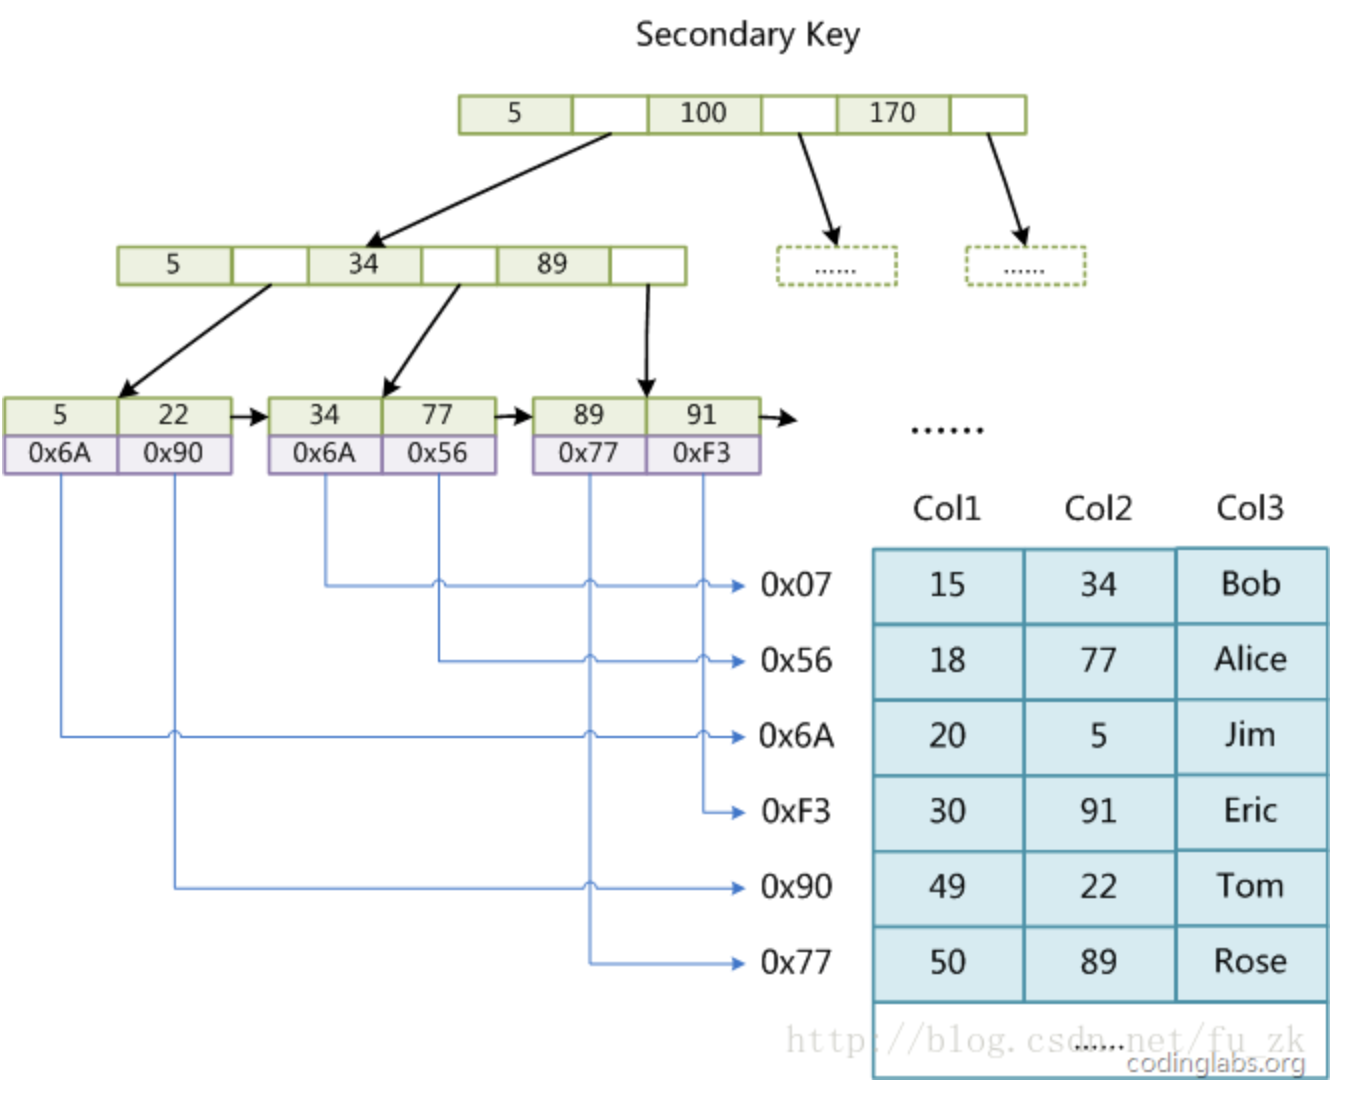 Secondary Key
5 100 170
5 34 89 ...... ......
5 22 34 77 89 91
0x6A 0x90 0x6A 0x56 0x77 0xF3
......
Col1 Col2 Col3
0x07 15 34 Bob
0x56 18 77 Alice
0x6A 20 5 Jim
0xF3 30 91 Eric
0x90 49 22 Tom
0x77 50 89 Rose
......
http://blog.csdn.net/fu_zk
codinglabs.org